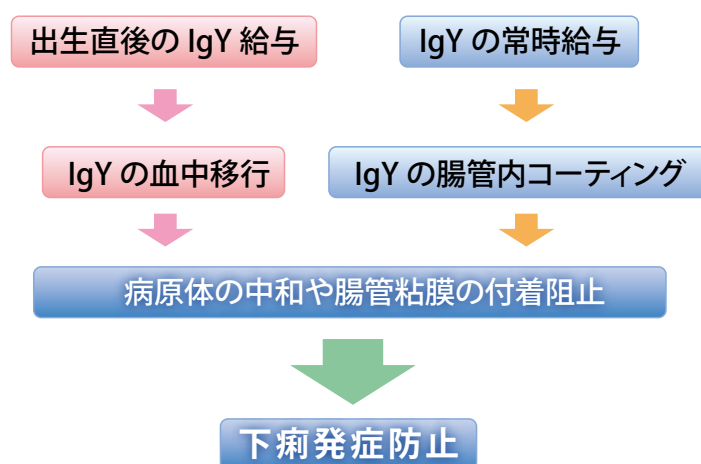 出生直後の IgY 給与
IgY の常時給与
IgY の血中移行
IgY の腸管内コーティング
病原体の中和や腸管粘膜の付着阻止
下痢発症防止